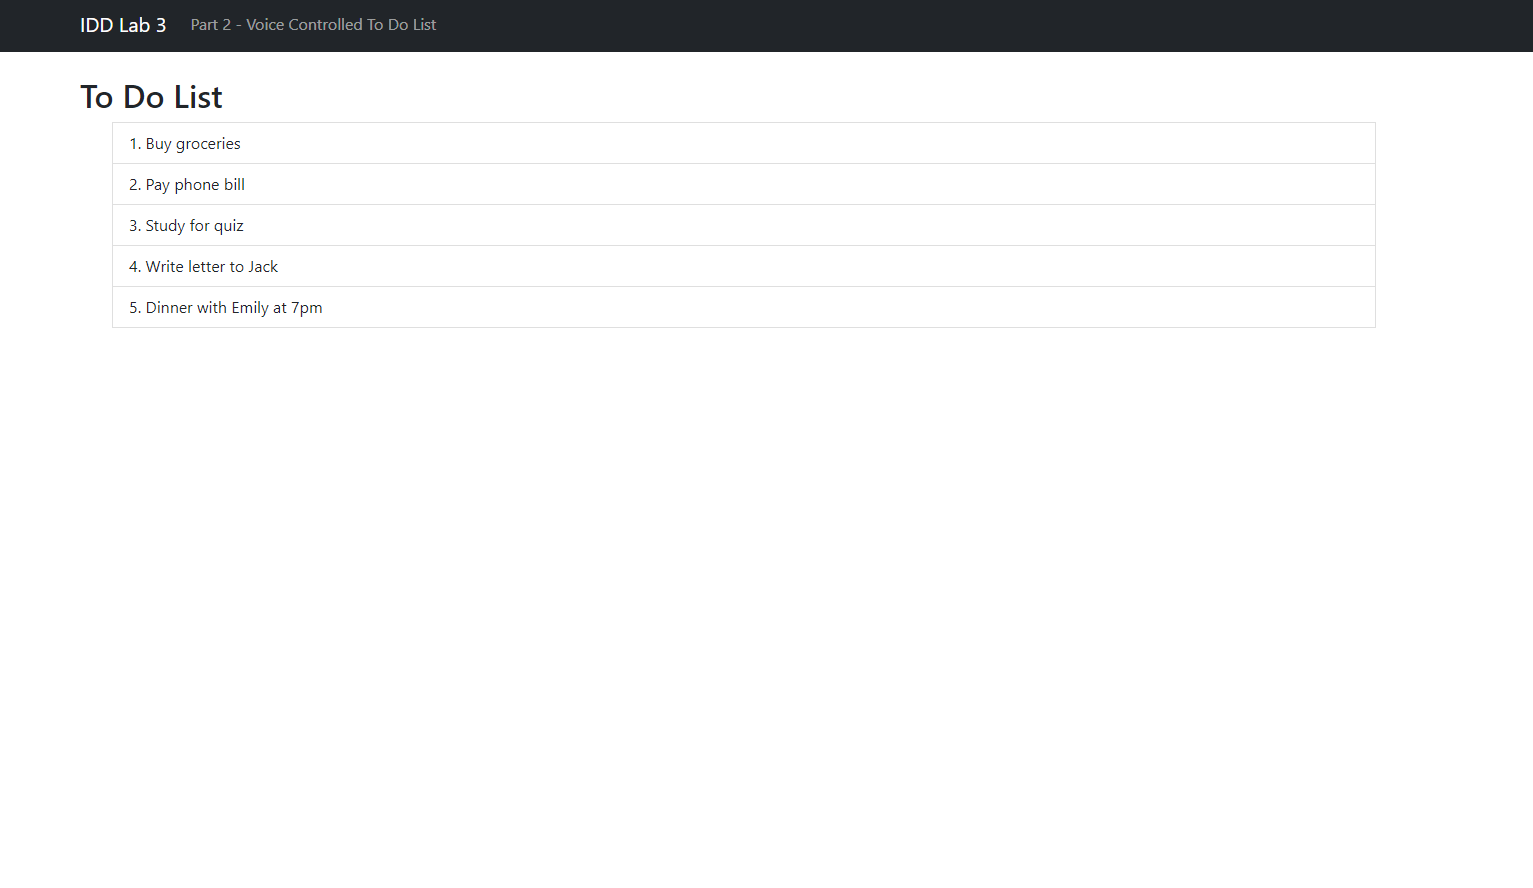 IDD Lab 3 Part 2 - Voice Controlled To Do List
To Do List
1. Buy groceries
2. Pay phone bill
3. Study for quiz
4. Write letter to Jack
5. Dinner with Emily at 7pm